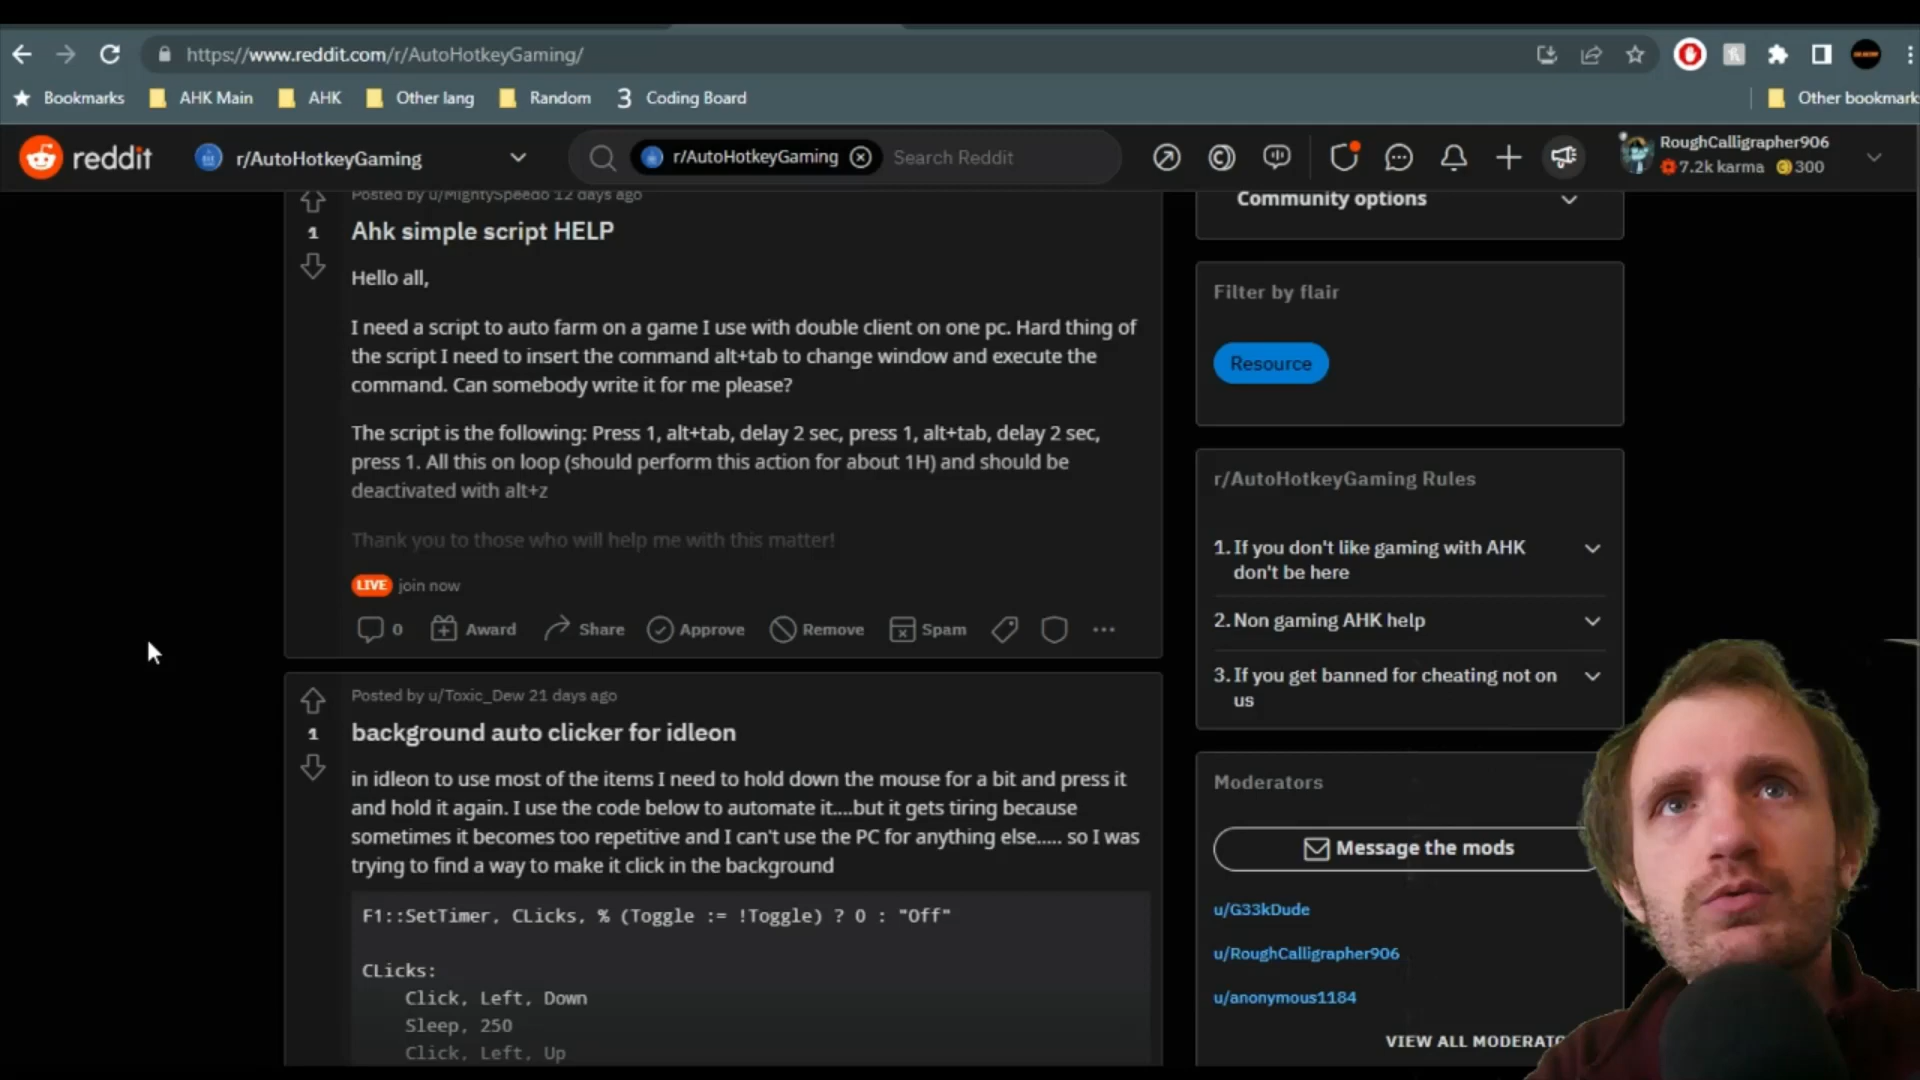 https://www.reddit.com/r/AutoHotkeyGaming/
Bookmarks
AHK Main
AHK
Other lang
Random
3 Coding Board
Other bookmark
reddit
r/AutoHotkeyGaming
r/AutoHotkeyGaming
Search Reddit
RoughCalligrapher906
7.2k karma
300
Posted by u/MightySpeedo 12 days ago
1
Ahk simple script HELP
Hello all,
I need a script to auto farm on a game I use with double client on one pc. Hard thing of
the script I need to insert the command alt+tab to change window and execute the
command. Can somebody write it for me please?
The script is the following: Press 1, alt+tab, delay 2 sec, press 1, alt+tab, delay 2 sec,
press 1. All this on loop (should perform this action for about 1H) and should be
deactivated with alt+z
Thank you to those who will help me with this matter!
LIVE join now
0
Award
Share
Approve
Remove
Spam
Posted by u/Toxic_Dew 21 days ago
1
background auto clicker for idleon
in idleon to use most of the items I need to hold down the mouse for a bit and press it
and hold it again. I use the code below to automate it....but it gets tiring because
sometimes it becomes too repetitive and I can't use the PC for anything else..... so I was
trying to find a way to make it click in the background
F1::SetTimer, CLicks, % (Toggle := !Toggle) ? 0 : "Off"
CLicks:
Click, Left, Down
Sleep, 250
Click, Left, Up
Community options
Filter by flair
Resource
r/AutoHotkeyGaming Rules
1. If you don't like gaming with AHK
don't be here
2. Non gaming AHK help
3. If you get banned for cheating not on
us
Moderators
Message the mods
u/G33kDude
u/RoughCalligrapher906
u/anonymous1184
VIEW ALL MODERATO